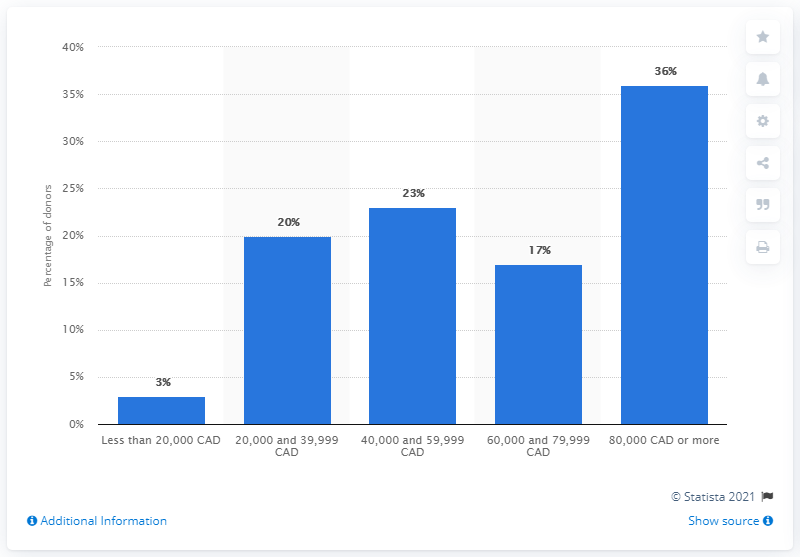 40%
35%
30%
25%
20%
15%
10%
5%
0%
Percentage of donors
3%
20%
23%
17%
36%
Less than 20,000 CAD
20,000 and 39,999
CAD
40,000 and 59,999
CAD
60,000 and 79,999
CAD
80,000 CAD or more
© Statista 2021
Additional Information
Show source